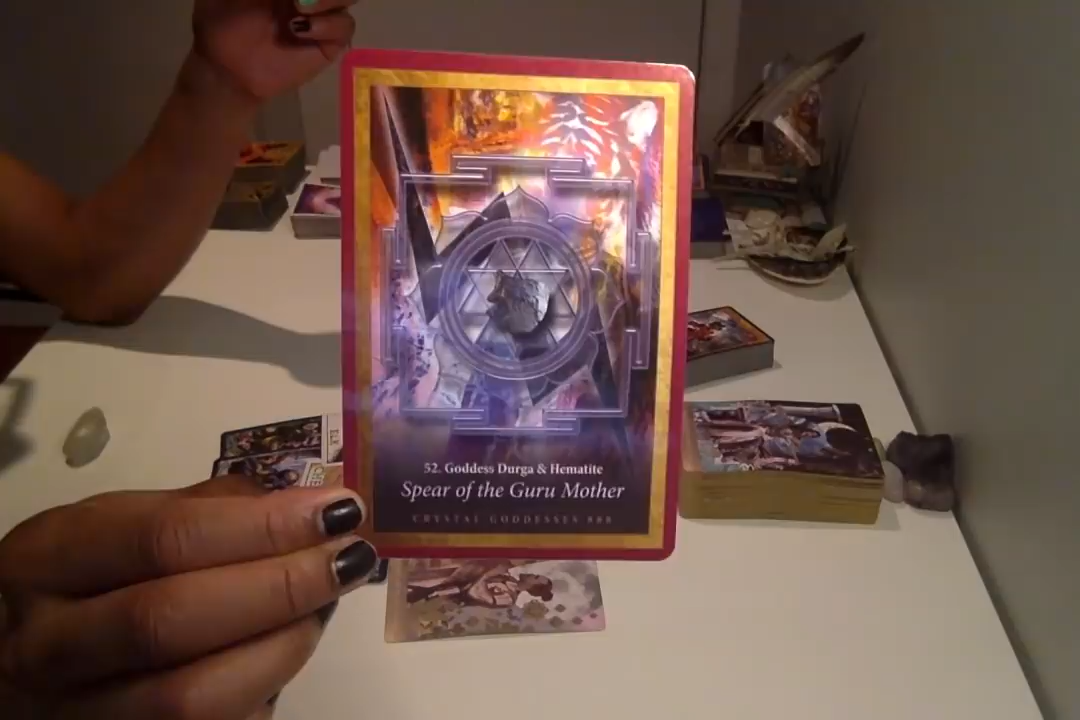 52. Goddess Durga & Hematite
Spear of the Guru Mother
CRYSTAL GODDESSES 888